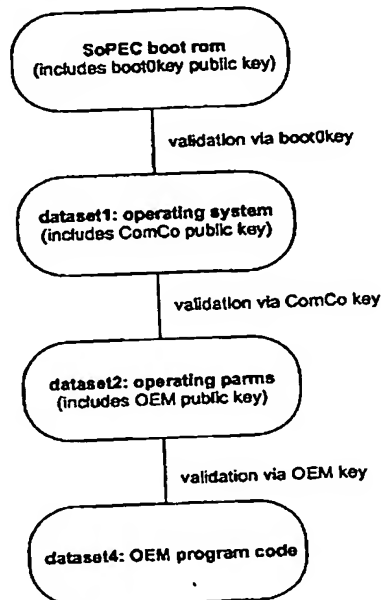 SoPEC boot rom
(includes boot0key public key)
validation via boot0key
dataset1: operating system
(includes ComCo public key)
validation via ComCo key
dataset2: operating parms
(includes OEM public key)
validation via OEM key
dataset4: OEM program code